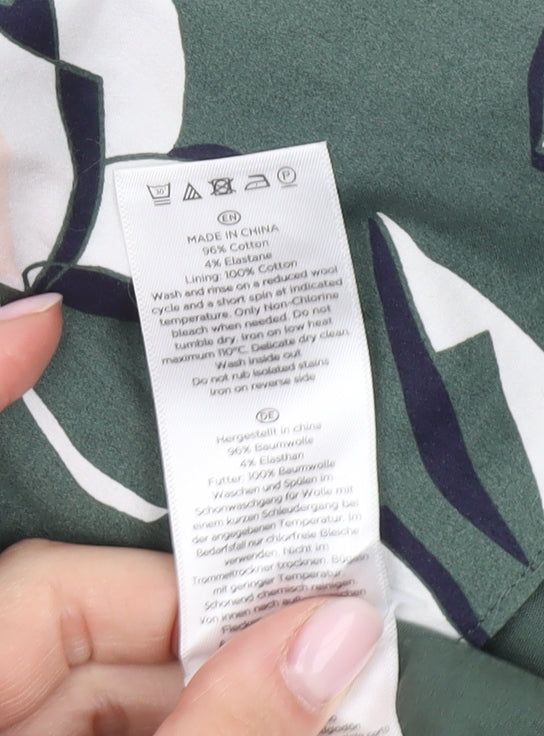 30°
P
EN
MADE IN CHINA
96% Cotton
4% Elastane
Lining: 100% Cotton
Wash and rinse on a reduced wool
cycle and a short spin at indicated
temperature. Only Non-Chlorine
bleach when needed. Do not
tumble dry. Iron on low heat
maximum 110°C. Delicate dry clean
Wash inside out
Do not rub isolated stains
Iron on reverse side
DE
Hergestellt in china
96% Baumwolle
4% Elasthan
Futter: 100% Baumwolle
Waschen und Spülen im
Schonwaschgang für Wolle mit
einem kurzen Schleudergang bei
der angegebenen Temperatur. Im
Bedarfsfall nur chlorfreie Bleiche
verwenden. Nicht im
Trommeltrockner trocknen. Bügeln
mit geringer Temperatur.
Schonend chemisch reinigen.
Von innen nach außen waschen